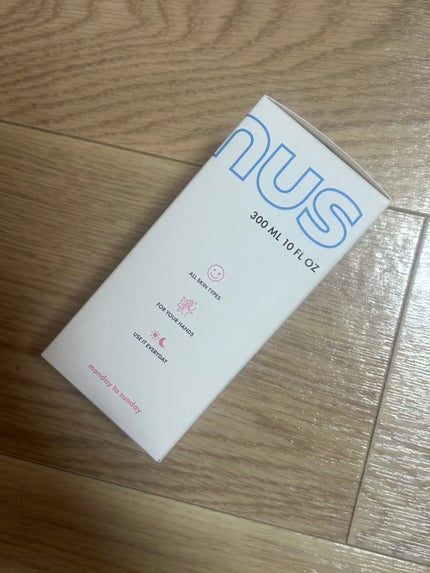 nus
300 ML 10 FL OZ
ALL SKIN TYPES
FOR YOUR HANDS
USE IT EVERYDAY
monday to sunday